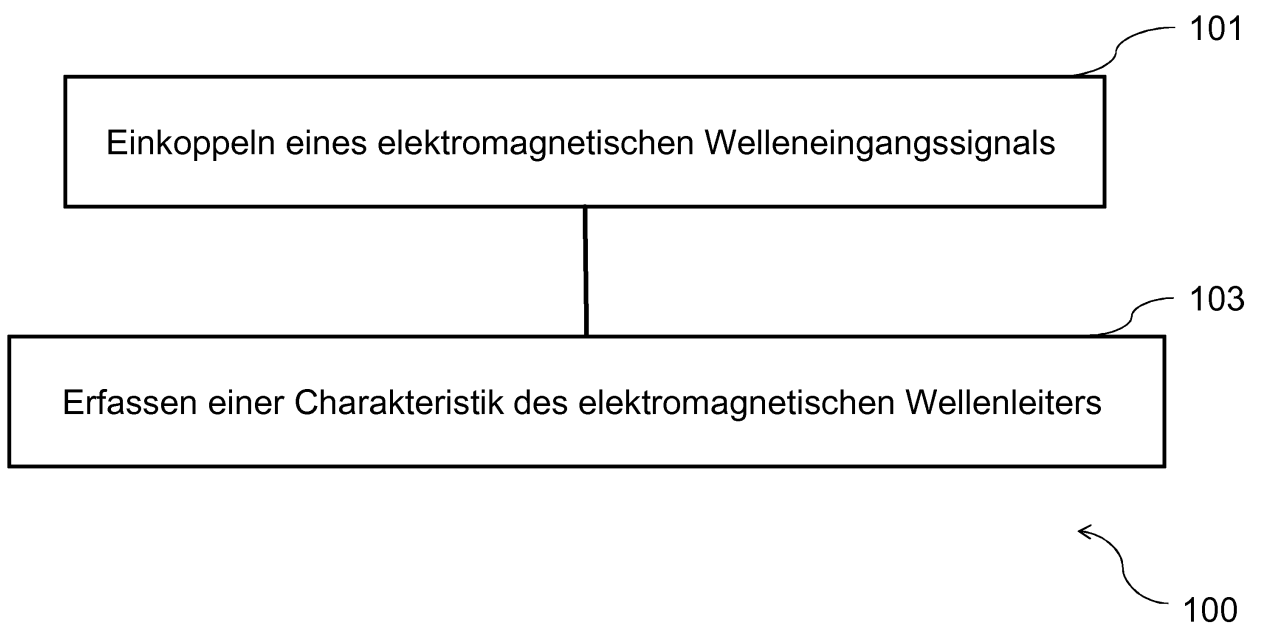 101
Einkoppeln eines elektromagnetischen Welleneingangssignals
103
Erfassen einer Charakteristik des elektromagnetischen Wellenleiters
100